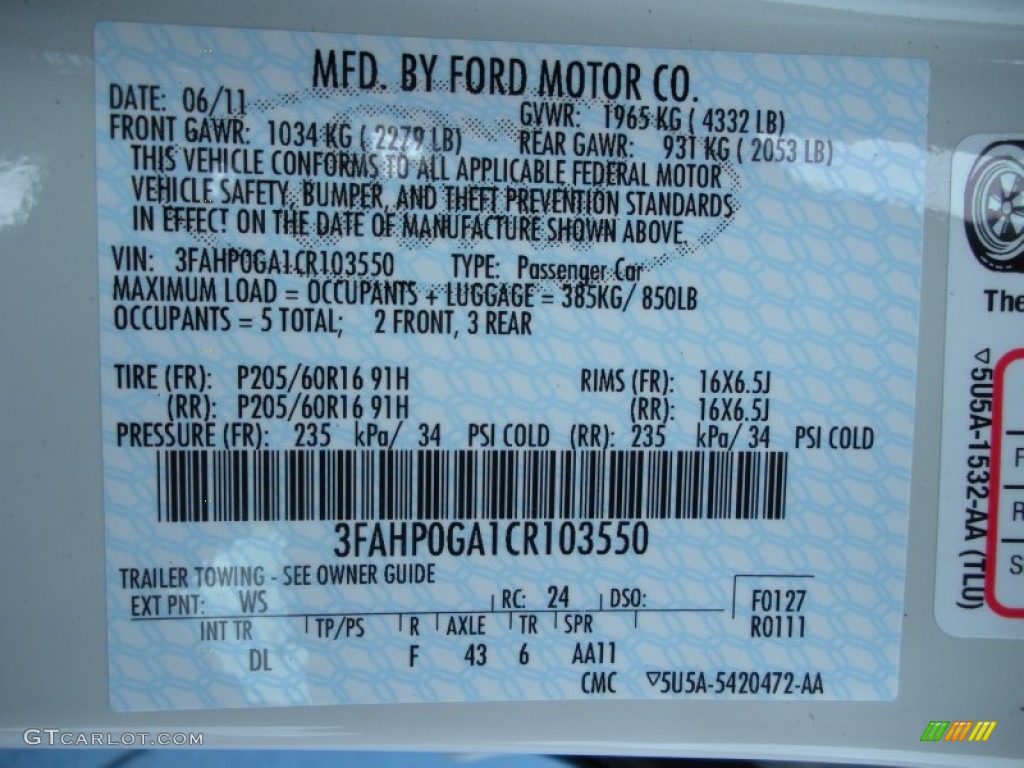 MFD. BY FORD MOTOR CO.
DATE: 06/11 GVWR: 1965 KG ( 4332 LB)
FRONT GAWR: 1034 KG ( 2279 LB) REAR GAWR: 931 KG ( 2053 LB)
THIS VEHICLE CONFORMS TO ALL APPLICABLE FEDERAL MOTOR
VEHICLE SAFETY, BUMPER, AND THEFT PREVENTION STANDARDS
IN EFFECT ON THE DATE OF MANUFACTURE SHOWN ABOVE.
VIN: 3FAHP0GA1CR103550 TYPE: Passenger Car
MAXIMUM LOAD = OCCUPANTS + LUGGAGE = 385KG/ 850LB
OCCUPANTS = 5 TOTAL; 2 FRONT, 3 REAR
TIRE (FR): P205/60R16 91H RIMS (FR): 16X6.5J
(RR): P205/60R16 91H (RR): 16X6.5J
PRESSURE (FR): 235 kPa/ 34 PSI COLD (RR): 235 kPa/ 34 PSI COLD
3FAHP0GA1CR103550
TRAILER TOWING - SEE OWNER GUIDE
EXT PNT: WS RC: 24 DSO: F0127
INT TR TP/PS R AXLE TR SPR R0111
DL F 43 6 AA11
CMC ▽5U5A-5420472-AA
The
▽5U5A-1532-AA (TLU)
F
R
S
GTCARLOT.COM